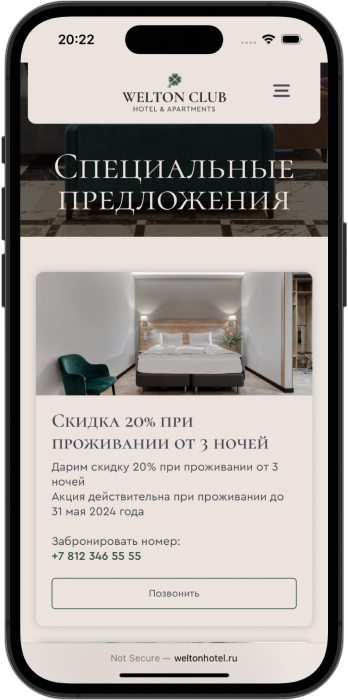 20:22
WELTON CLUB
HOTEL & APARTMENTS
Специальные
предложения
Скидка 20% при
проживании от 3 ночей
Дарим скидку 20% при проживании от 3
ночей
Акция действительна при проживании до
31 мая 2024 года
Забронировать номер:
+7 812 346 55 55
Позвонить
Not Secure — weltonhotel.ru